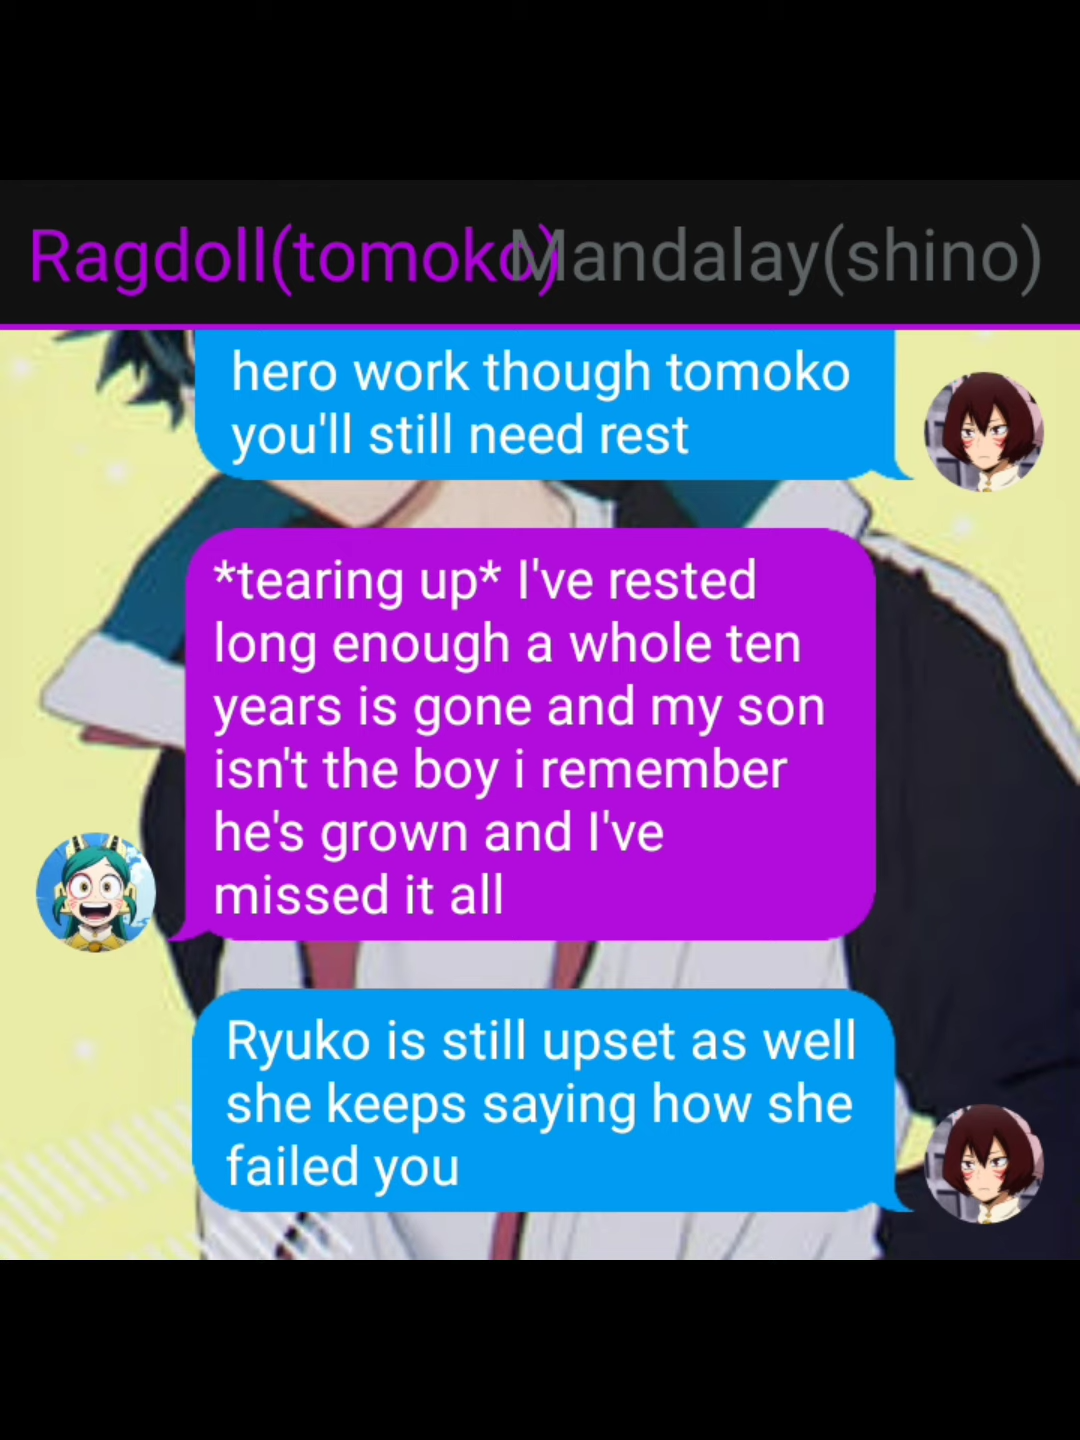 Ragdoll(tomoko) Mandalay(shino)
hero work though tomoko
you'll still need rest
*tearing up* I've rested
long enough a whole ten
years is gone and my son
isn't the boy i remember
he's grown and I've
missed it all
Ryuko is still upset as well
she keeps saying how she
failed you